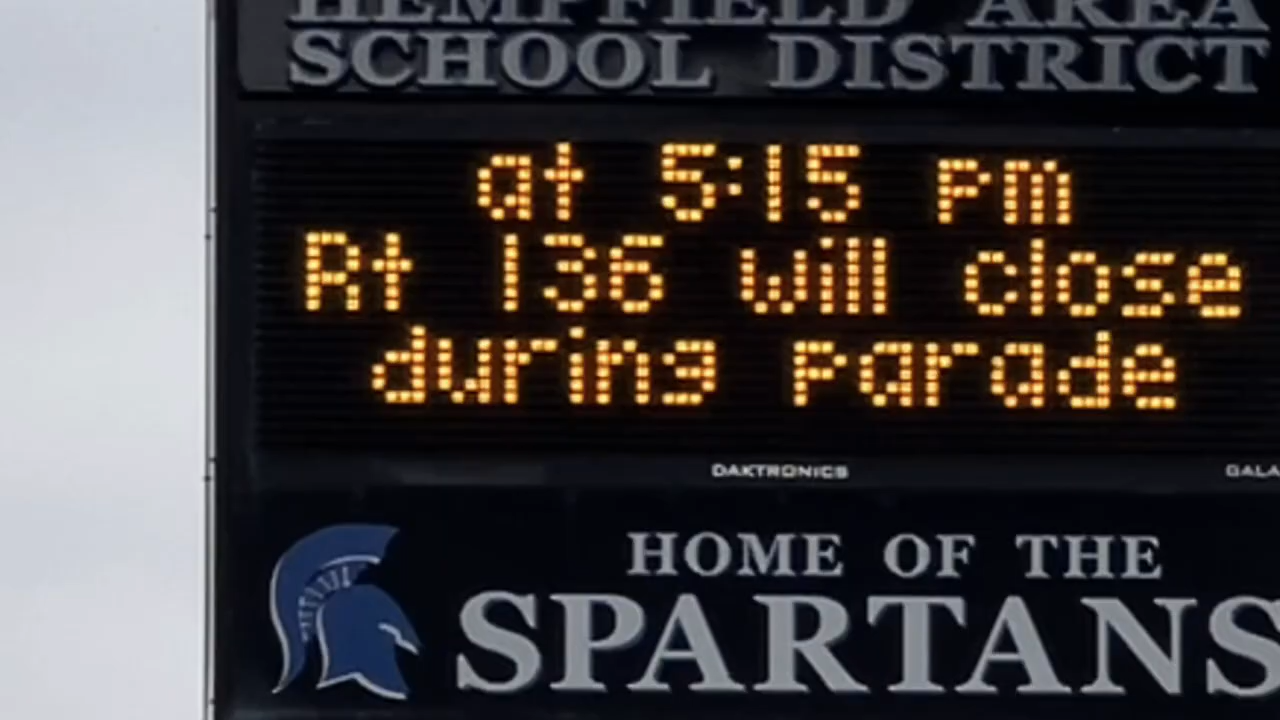 HEMPFIELD AREA
SCHOOL DISTRICT
at 5:15 pm
Rt 136 will close
during parade
DAKTRONICS
HOME OF THE
SPARTANS